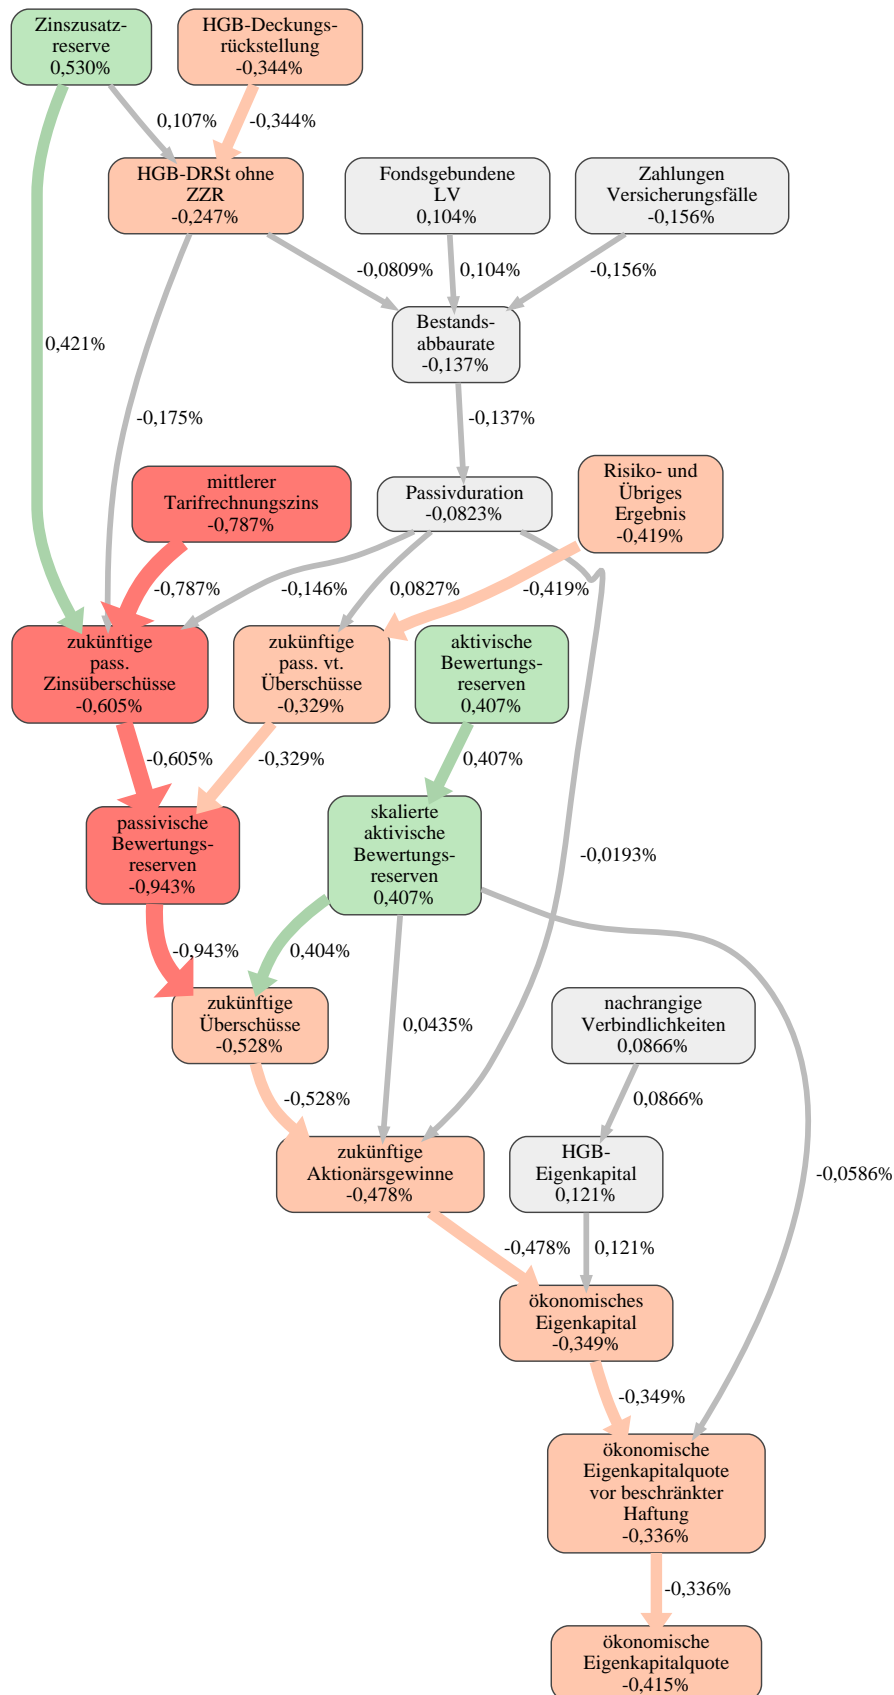 Zinszusatz-
reserve
0,530%
HGB-Deckungs-
rückstellung
-0,344%
0,107%
-0,344%
HGB-DRSt ohne
ZZR
-0,247%
Fondsgebundene
LV
0,104%
Zahlungen
Versicherungsfälle
-0,156%
-0,0809%
0,104%
-0,156%
Bestands-
abbaurate
-0,137%
0,421%
-0,175%
-0,137%
mittlerer
Tarifrechnungszins
-0,787%
Passivduration
-0,0823%
Risiko- und
Übriges
Ergebnis
-0,419%
-0,787%
-0,146%
0,0827%
-0,419%
zukünftige
pass.
Zinsüberschüsse
-0,605%
zukünftige
pass. vt.
Überschüsse
-0,329%
aktivische
Bewertungs-
reserven
0,407%
-0,605%
-0,329%
0,407%
passivische
Bewertungs-
reserven
-0,943%
skalierte
aktivische
Bewertungs-
reserven
0,407%
-0,0193%
-0,943%
0,404%
zukünftige
Überschüsse
-0,528%
0,0435%
nachrangige
Verbindlichkeiten
0,0866%
-0,528%
0,0866%
zukünftige
Aktionärsgewinne
-0,478%
HGB-
Eigenkapital
0,121%
-0,0586%
-0,478%
0,121%
ökonomisches
Eigenkapital
-0,349%
-0,349%
ökonomische
Eigenkapitalquote
vor beschränkter
Haftung
-0,336%
-0,336%
ökonomische
Eigenkapitalquote
-0,415%